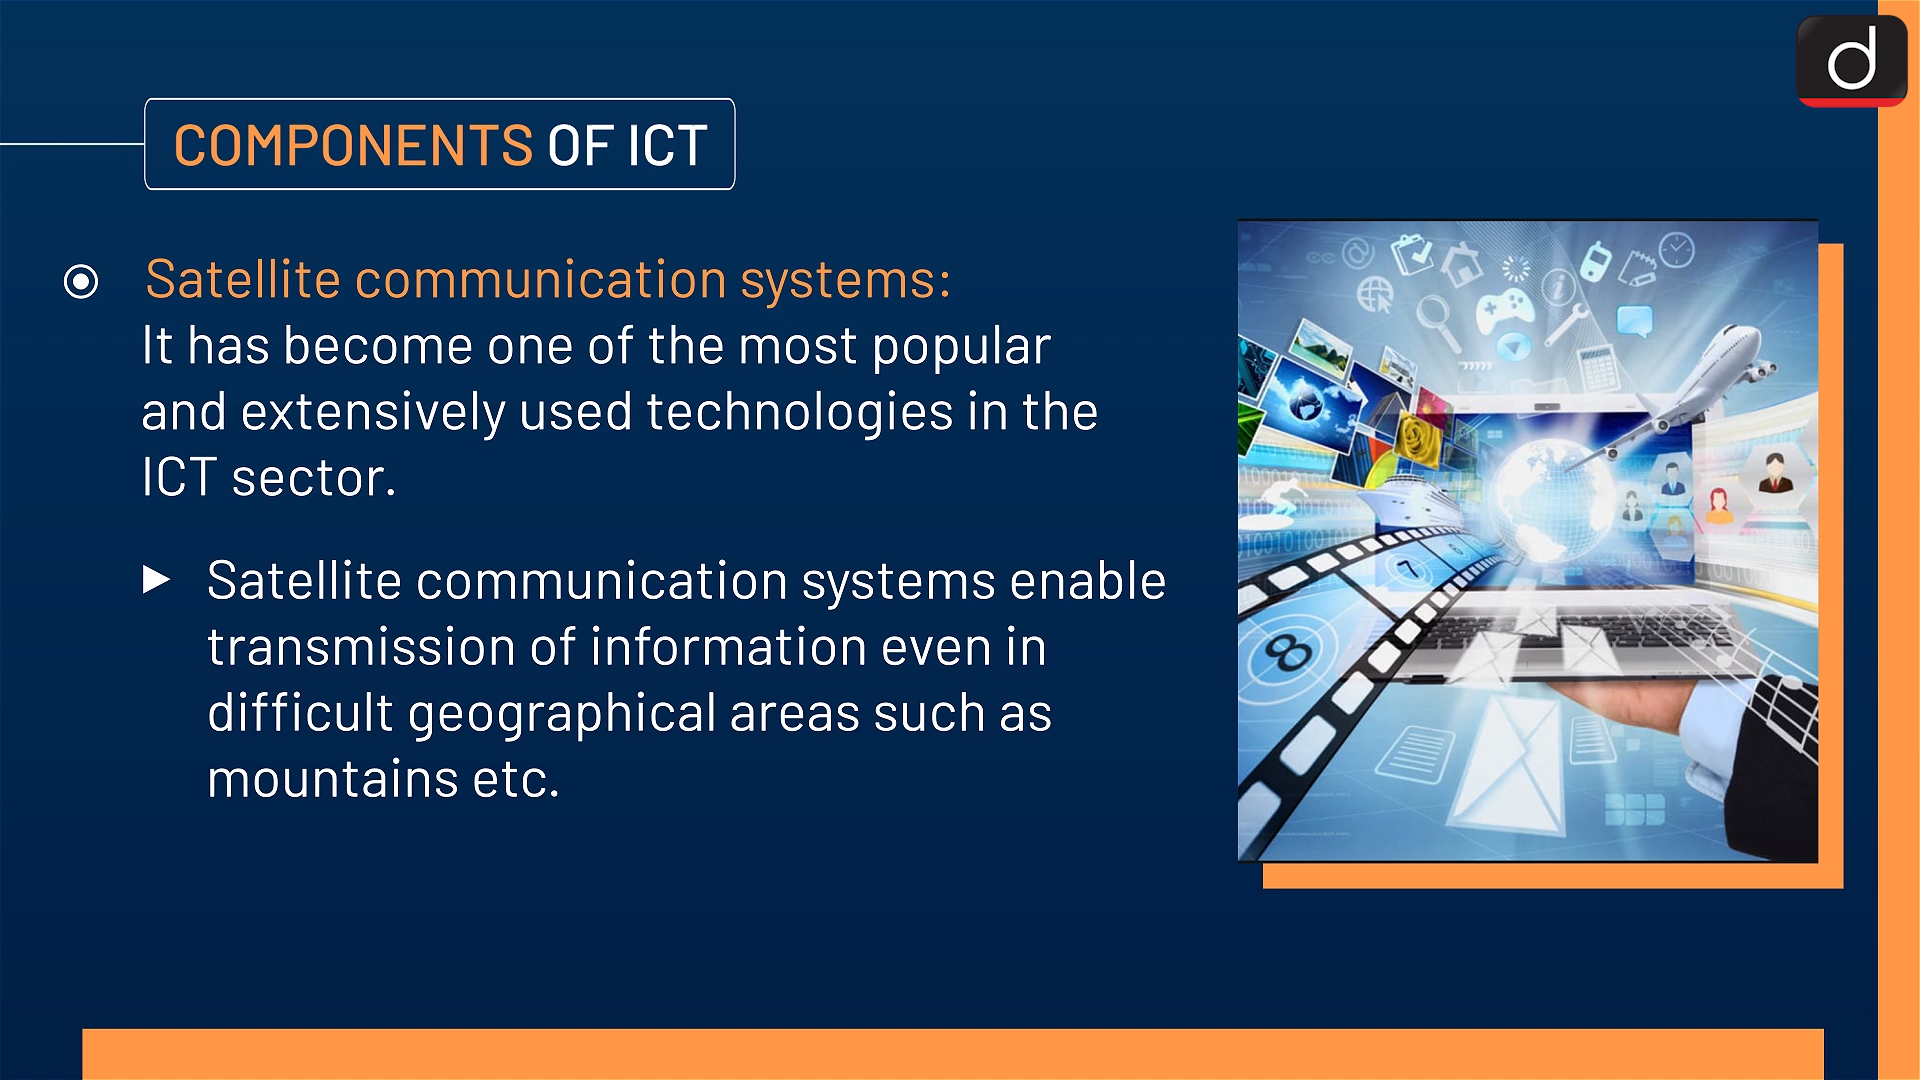 d
COMPONENTS OF ICT
Satellite communication systems:
It has become one of the most popular
and extensively used technologies in the
ICT sector.
Satellite communication systems enable
transmission of information even in
difficult geographical areas such as
mountains etc.
7
8